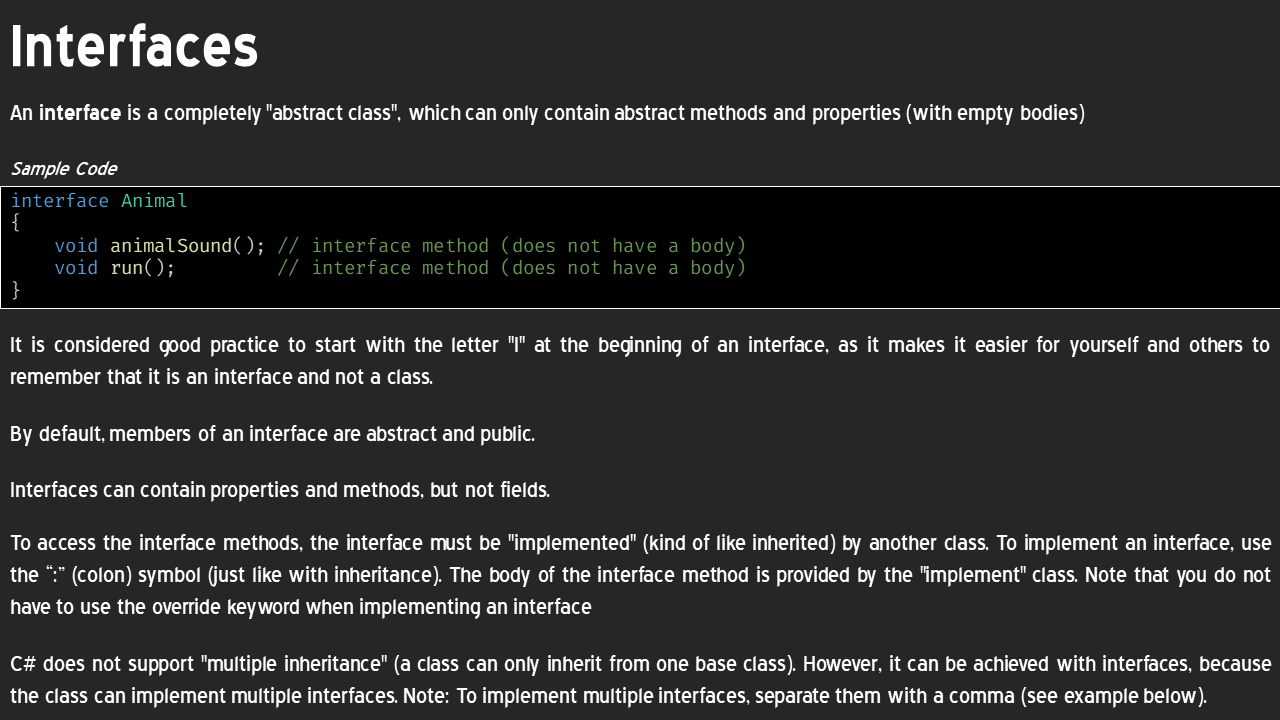 Interfaces
An interface is a completely "abstract class", which can only contain abstract methods and properties (with empty bodies)
Sample Code
interface Animal
{
    void animalSound(); // interface method (does not have a body)
    void run();         // interface method (does not have a body)
}
It is considered good practice to start with the letter "I" at the beginning of an interface, as it makes it easier for yourself and others to
remember that it is an interface and not a class.
By default, members of an interface are abstract and public.
Interfaces can contain properties and methods, but not fields.
To access the interface methods, the interface must be "implemented" (kind of like inherited) by another class. To implement an interface, use
the “:” (colon) symbol (just like with inheritance). The body of the interface method is provided by the "implement" class. Note that you do not
have to use the override keyword when implementing an interface
C# does not support "multiple inheritance" (a class can only inherit from one base class). However, it can be achieved with interfaces, because
the class can implement multiple interfaces. Note: To implement multiple interfaces, separate them with a comma (see example below).